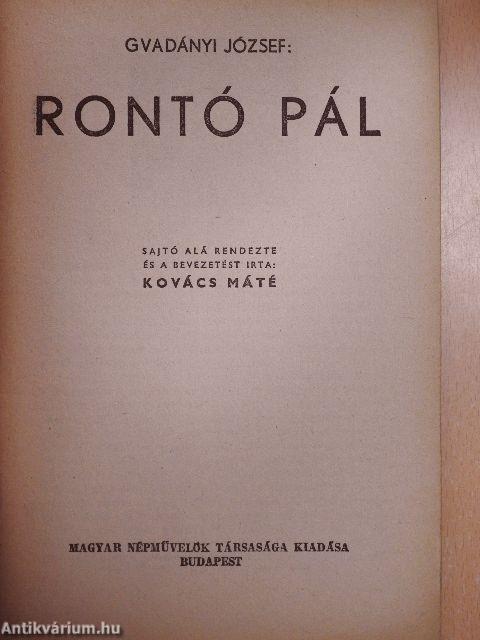 GVADÁNYI JÓZSEF:
RONTÓ PÁL
SAJTÓ ALÁ RENDEZTE
ÉS A BEVEZETÉST IRTA:
KOVÁCS MÁTÉ
MAGYAR NÉPMŰVELŐK TÁRSASÁGA KIADÁSA
BUDAPEST
Antikvárium.hu